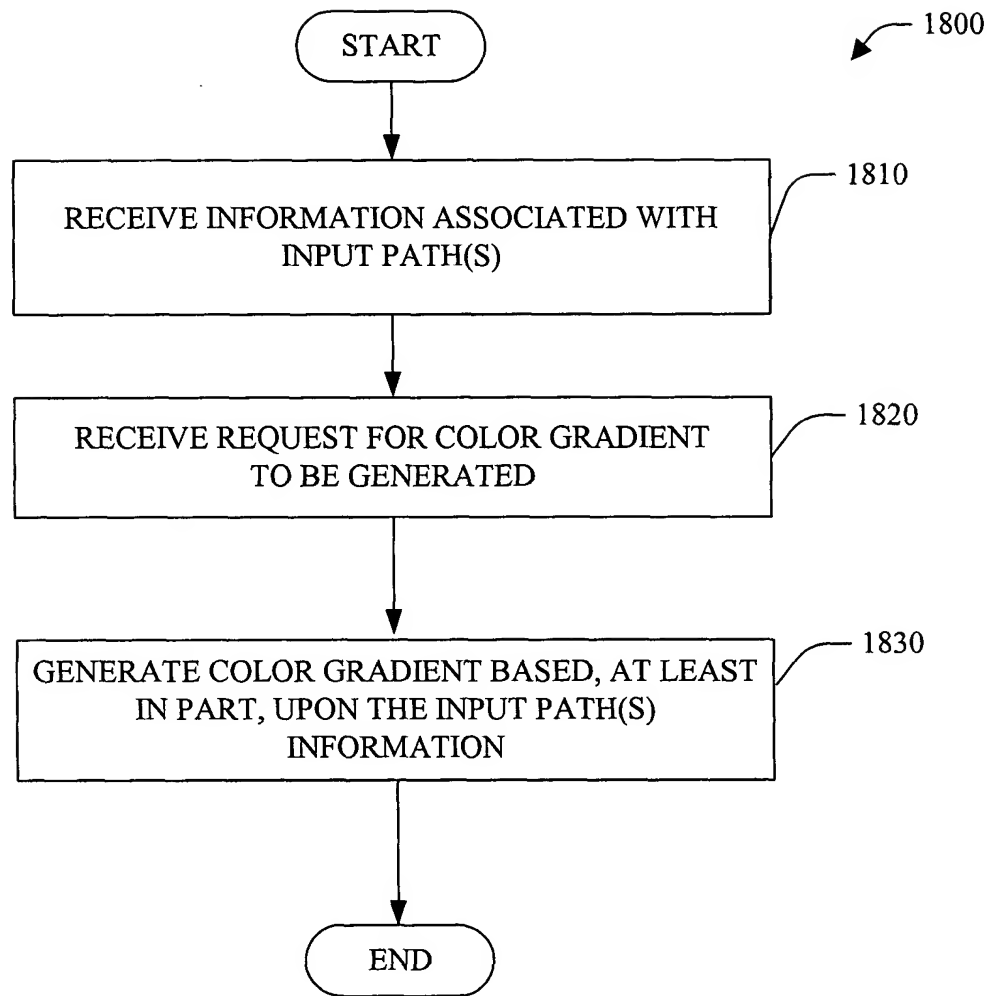 START
1800
RECEIVE INFORMATION ASSOCIATED WITH
INPUT PATH(S)
1810
RECEIVE REQUEST FOR COLOR GRADIENT
TO BE GENERATED
1820
GENERATE COLOR GRADIENT BASED, AT LEAST
IN PART, UPON THE INPUT PATH(S)
INFORMATION
1830
END